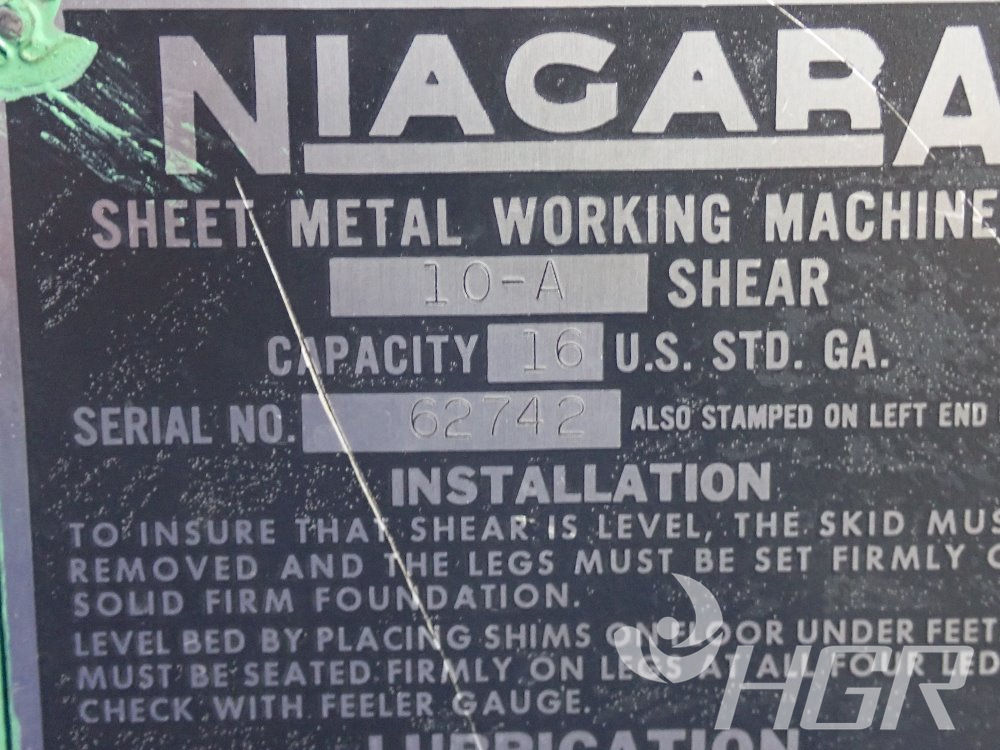 NIAGARA
SHEET METAL WORKING MACHINE
10-A SHEAR
CAPACITY 16 U.S. STD. GA.
SERIAL NO. 62742 ALSO STAMPED ON LEFT END
INSTALLATION
TO INSURE THAT SHEAR IS LEVEL, THE SKID MUS
REMOVED AND THE LEGS MUST BE SET FIRMLY O
SOLID FIRM FOUNDATION.
LEVEL BED BY PLACING SHIMS ON FLOOR UNDER FEET
MUST BE SEATED FIRMLY ON LEGS AT ALL FOUR LED
CHECK WITH FEELER GAUGE.
LUBRICATION
HGR